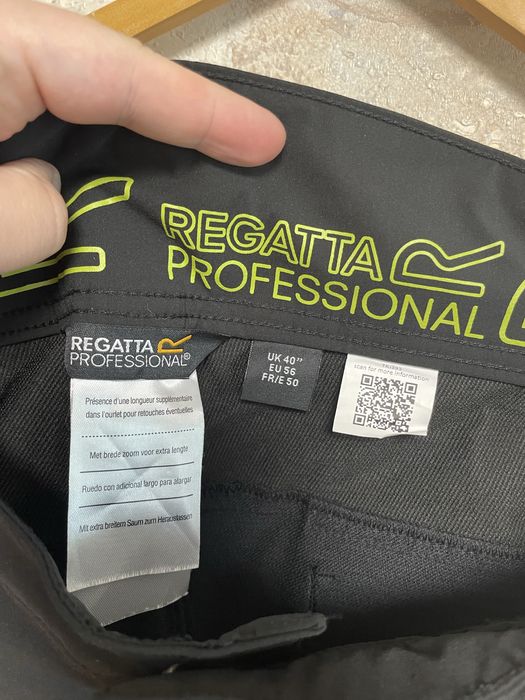 REGATTA
PROFESSIONAL
REGATTA
PROFESSIONAL®
Présence d'une longueur supplémentaire
dans l'ourlet pour retouches éventuelles
Met brede zoom voor extra lengte
Ruedo con adicional largo para alargar
Mit extra breitem Saum zum Herauslassen
UK 40"
EU 56
FR/E 50
scan for more information